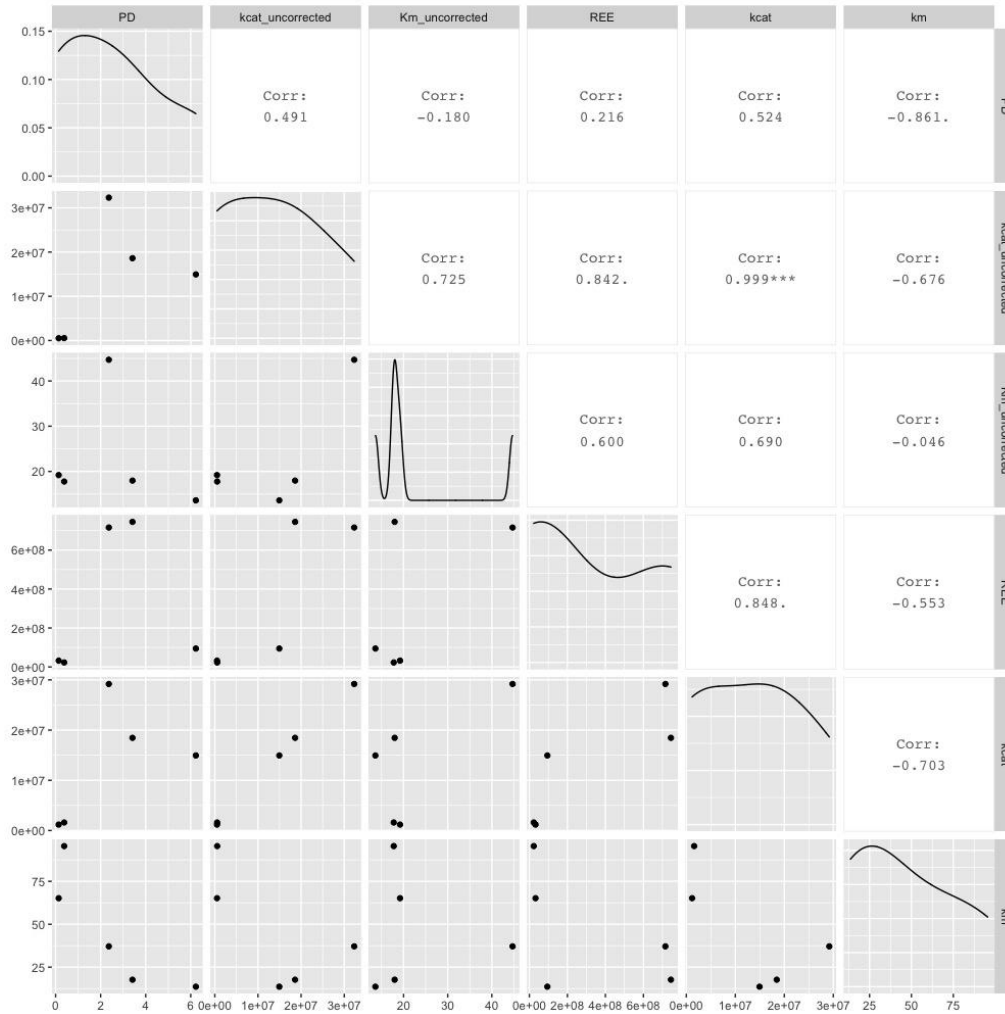 PD kcat_uncorrected Km_uncorrected REE kcat km
0.15
0.10
0.05
0.00
Corr:
0.491
Corr:
-0.180
Corr:
0.216
Corr:
0.524
Corr:
-0.861.
PD
3e+07
2e+07
1e+07
0e+00
Corr:
0.725
Corr:
0.842.
Corr:
0.999***
Corr:
-0.676
kcat_uncorrected
40
30
20
Corr:
0.600
Corr:
0.690
Corr:
-0.046
Km_uncorrected
6e+08
4e+08
2e+08
0e+00
Corr:
0.848.
Corr:
-0.553
REE
3e+07
2e+07
1e+07
0e+00
Corr:
-0.703
kcat
75
50
25
km
0 2 4 6 0e+00 1e+07 2e+07 3e+07 20 30 40 0e+00 2e+08 4e+08 6e+08 0e+00 1e+07 2e+07 3e+07 25 50 75